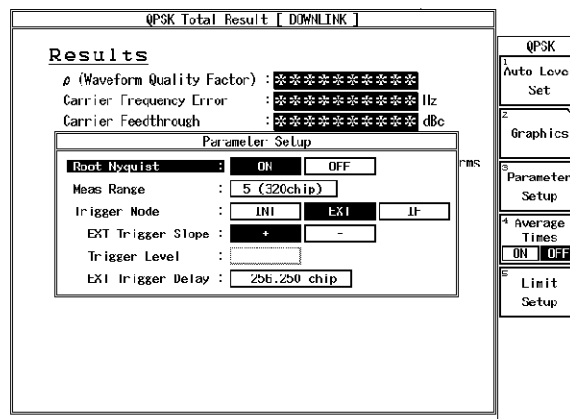 QPSK Total Result [ DOWNLINK ]
Results
ρ (Waveform Quality Factor) : **********
Carrier Frequency Error : ********** Hz
Carrier Feedthrough : ********** dBc
rms
Parameter Setup
Root Nyquist : ON OFF
Meas Range : 5 (320chip)
Trigger Mode : INT EXT IF
EXT Trigger Slope : + -
Trigger Level :
EXT Trigger Delay : 256.250 chip
QPSK
1 Auto Leve
Set
2 Graphics
3 Parameter
Setup
4 Average
Times
ON OFF
5 Limit
Setup